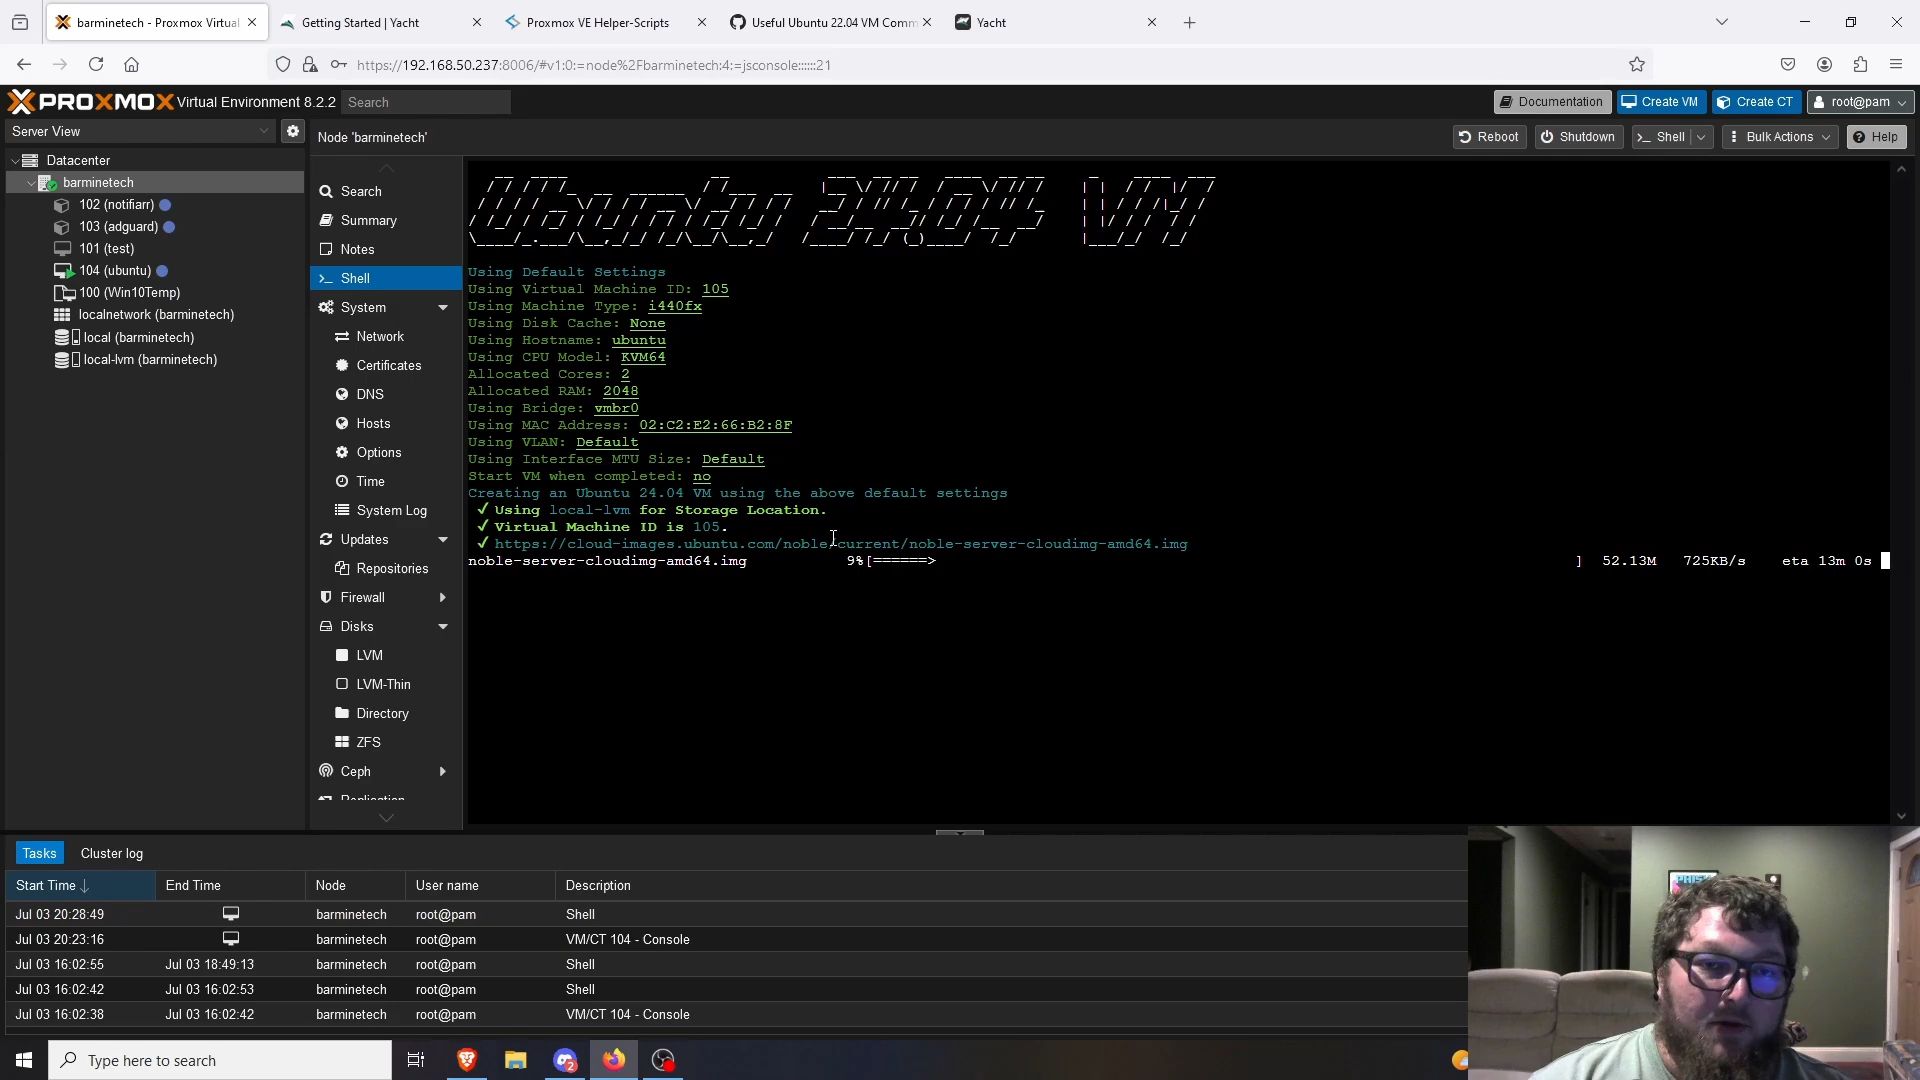 barminetech - Proxmox Virtual
Getting Started | Yacht
Proxmox VE Helper-Scripts
Useful Ubuntu 22.04 VM Comm
Yacht
https://192.168.50.237:8006/#v1:0:=node%2Fbarminetech:4:=jsconsole::::::21
PROXMOX Virtual Environment 8.2.2 Search
Documentation Create VM Create CT root@pam
Server View
Node 'barminetech'
Reboot Shutdown Shell Bulk Actions Help
Datacenter
barminetech
102 (notifiarr)
103 (adguard)
101 (test)
104 (ubuntu)
100 (Win10Temp)
localnetwork (barminetech)
local (barminetech)
local-lvm (barminetech)
Search
Summary
Notes
Shell
System
Network
Certificates
DNS
Hosts
Options
Time
System Log
Updates
Repositories
Firewall
Disks
LVM
LVM-Thin
Directory
ZFS
Ceph
Replication
Ubuntu 24.04 VM
Using Default Settings
Using Virtual Machine ID: 105
Using Machine Type: i440fx
Using Disk Cache: None
Using Hostname: ubuntu
Using CPU Model: KVM64
Allocated Cores: 2
Allocated RAM: 2048
Using Bridge: vmbr0
Using MAC Address: 02:C2:E2:66:B2:8F
Using VLAN: Default
Using Interface MTU Size: Default
Start VM when completed: no
Creating an Ubuntu 24.04 VM using the above default settings
✓ Using local-lvm for Storage Location.
✓ Virtual Machine ID is 105.
✓ https://cloud-images.ubuntu.com/noble/current/noble-server-cloudimg-amd64.img
noble-server-cloudimg-amd64.img 9%[======> ] 52.13M 725KB/s eta 13m 0s
Tasks Cluster log
Start Time End Time Node User name Description
Jul 03 20:28:49 barminetech root@pam Shell
Jul 03 20:23:16 barminetech root@pam VM/CT 104 - Console
Jul 03 16:02:55 Jul 03 18:49:13 barminetech root@pam Shell
Jul 03 16:02:42 Jul 03 16:02:53 barminetech root@pam Shell
Jul 03 16:02:38 Jul 03 16:02:42 barminetech root@pam VM/CT 104 - Console
Type here to search
2